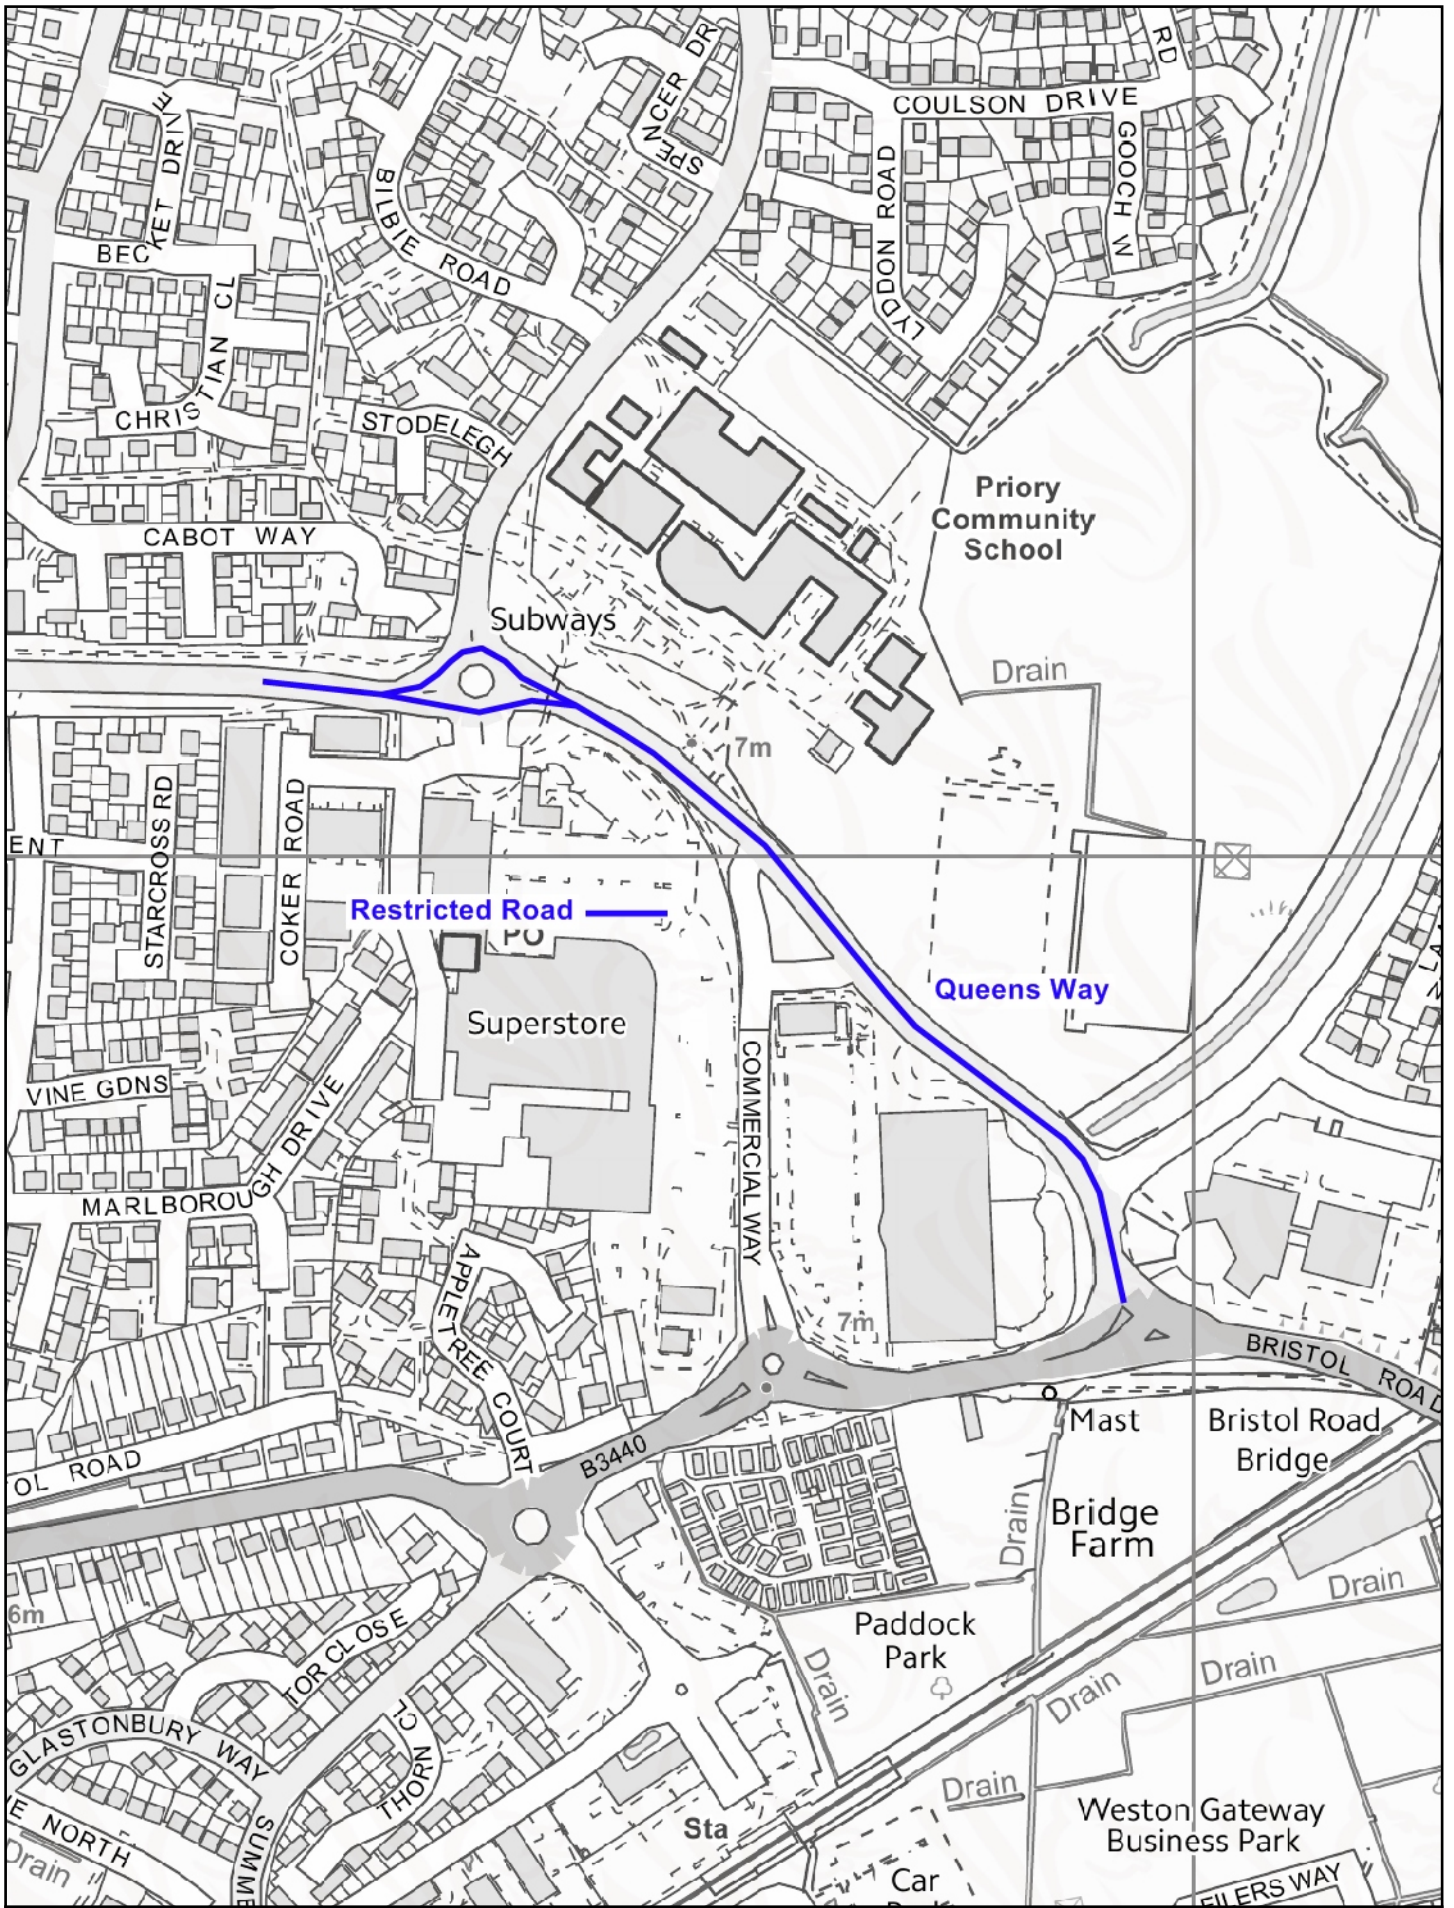 RD
SPENCER DR
COULSON DRIVE
BECKET DRIVE
BILBIE ROAD
LYDDON ROAD
GOOCH W
CHRISTIAN CL
STODELEGH
Priory
Community
School
CABOT WAY
Subways
Drain
7m
STARCROSS RD
COKER ROAD
ENT
Restricted Road
PO
Queens Way
Superstore
COMMERCIAL WAY
VINE GDNS
MARLBOROUGH DRIVE
APPLETREE COURT
7m
BRISTOL ROAD
Mast
Bristol Road
Bridge
B3440
OL ROAD
Drain
Bridge
Farm
Drain
6m
Paddock
Park
TOR CLOSE
Drain
Drain
Drain
GLASTONBURY WAY
THORN CL
Drain
Weston Gateway
Business Park
Sta
E NORTH
SUMME
Drain
Car
EILERS WAY